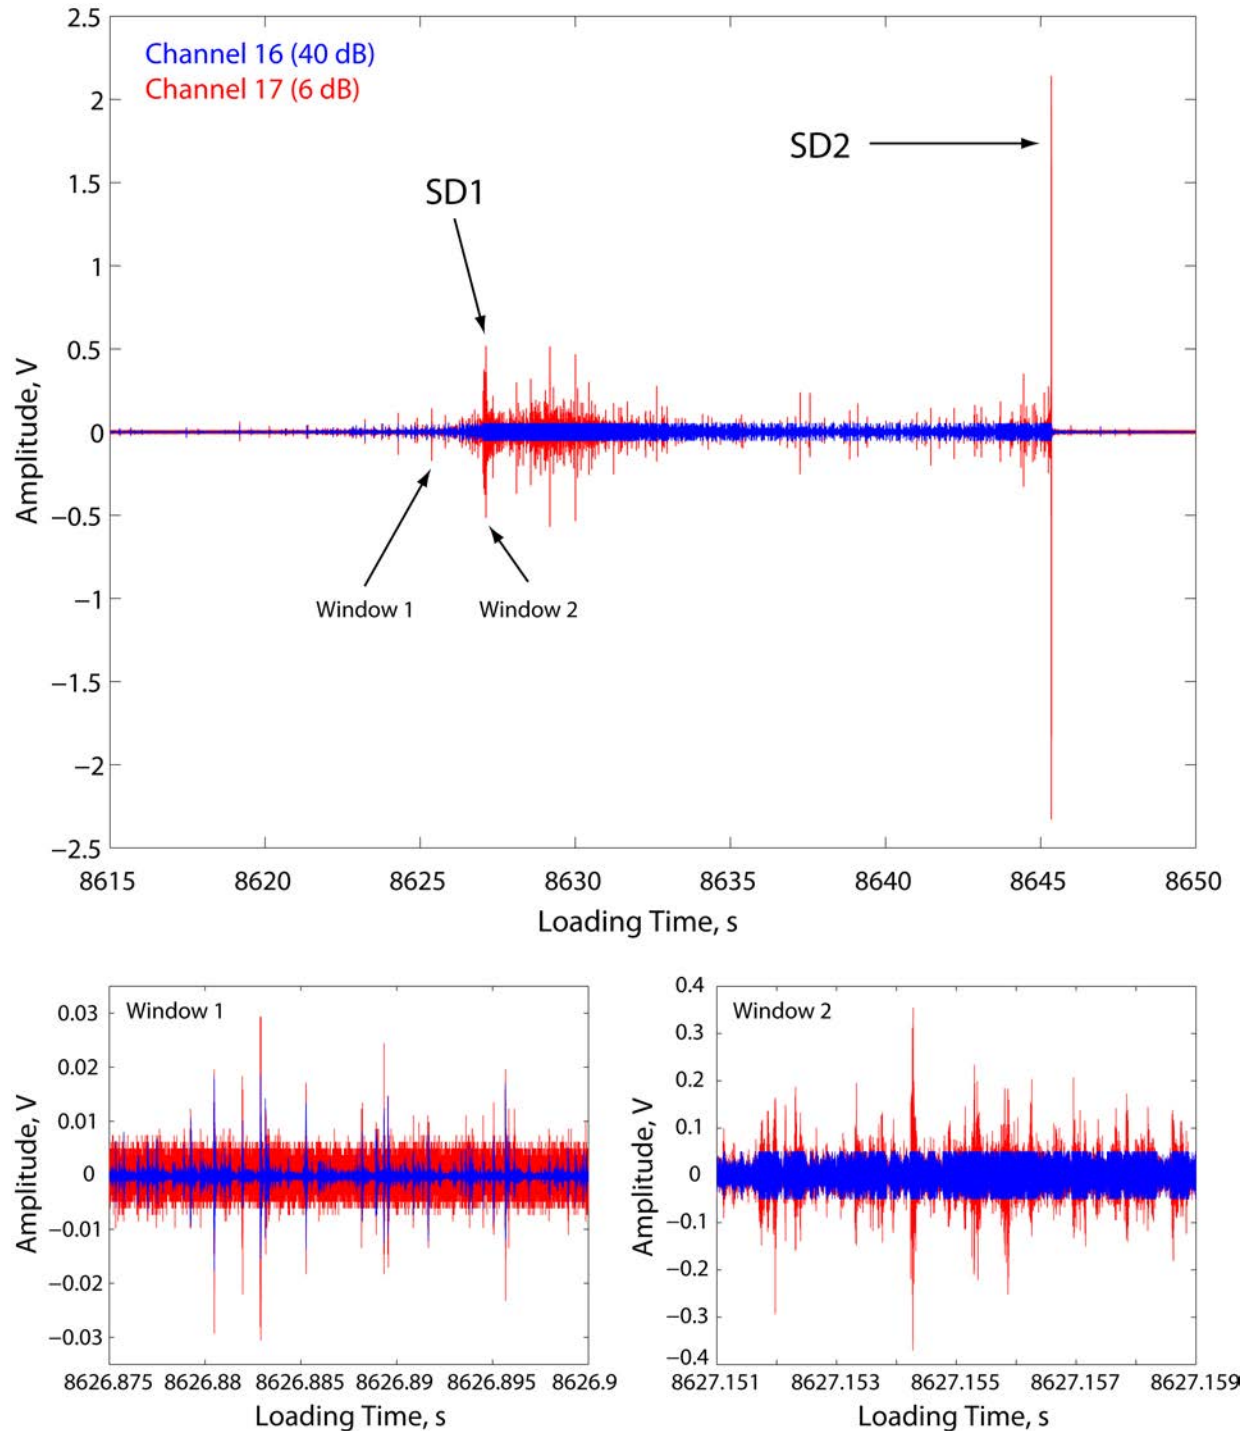 2.5
Channel 16 (40 dB)
Channel 17 (6 dB)
2
SD2
1.5
SD1
1
0.5
0
Amplitude, V
−0.5
Window 1
Window 2
−1
−1.5
−2
−2.5
8615 8620 8625 8630 8635 8640 8645 8650
Loading Time, s
Window 1
0.03
0.02
0.01
0
−0.01
−0.02
−0.03
Amplitude, V
8626.875 8626.88 8626.885 8626.89 8626.895 8626.9
Loading Time, s
0.4
Window 2
0.3
0.2
0.1
0
−0.1
−0.2
−0.3
−0.4
Amplitude, V
8627.151 8627.153 8627.155 8627.157 8627.159
Loading Time, s